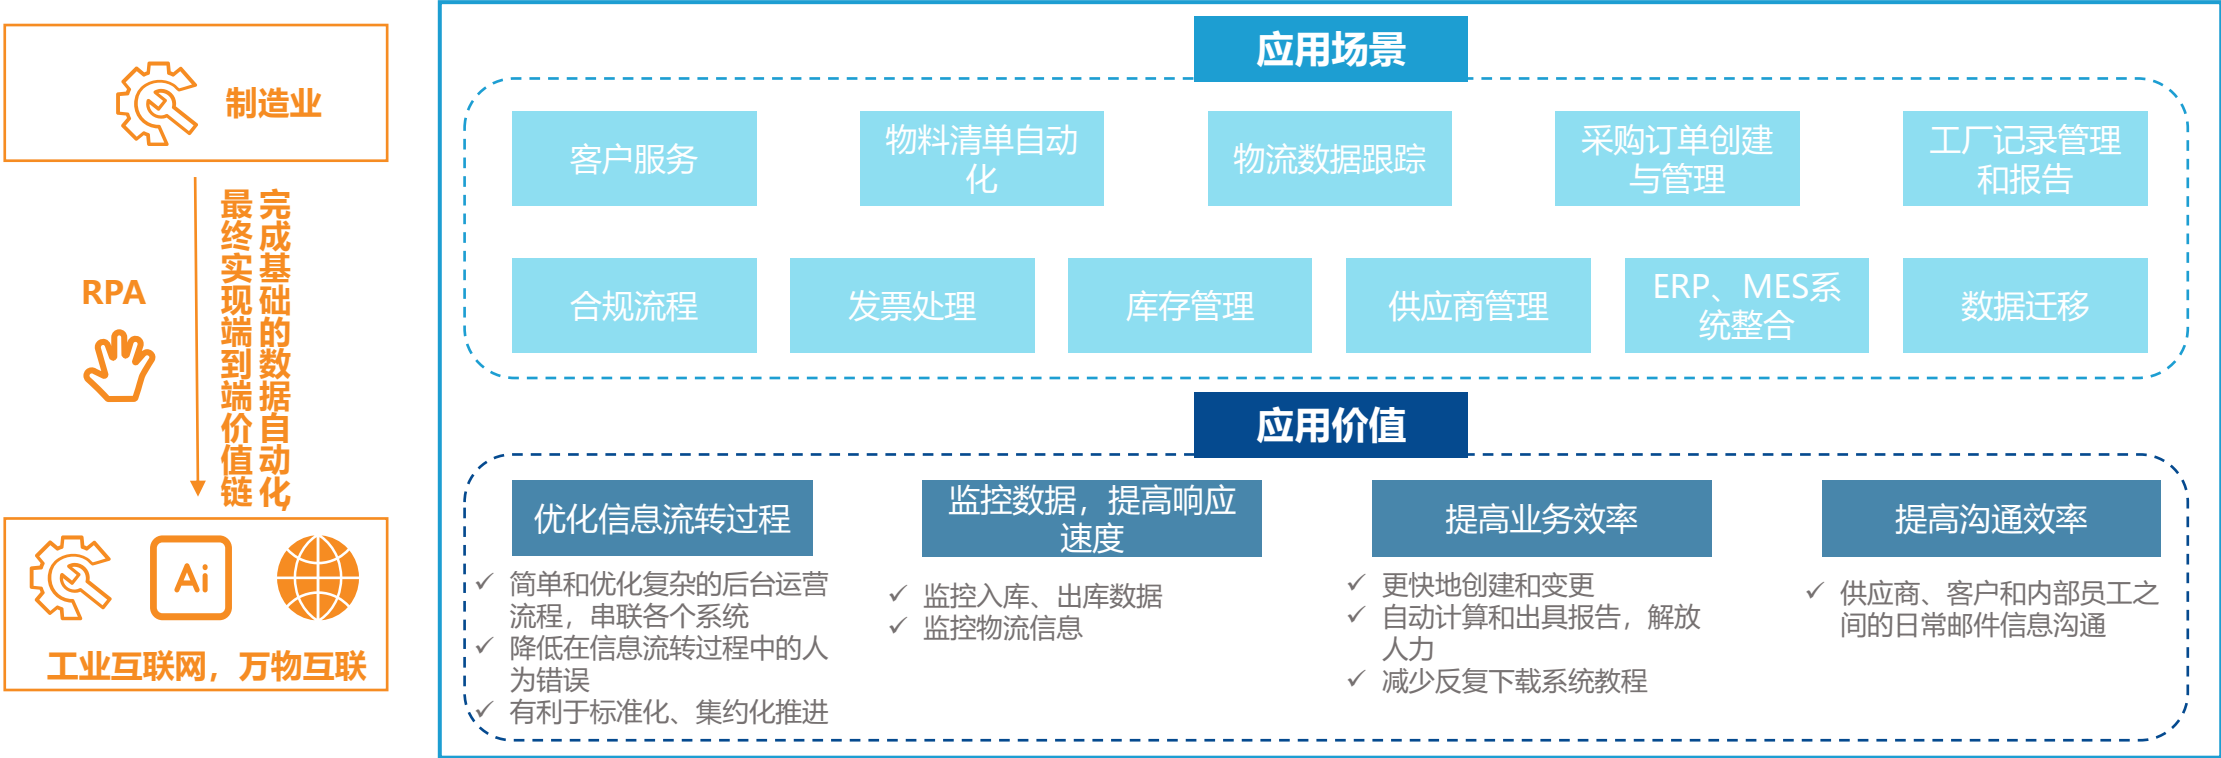 制造业
RPA
完成基础的数据自动化,
最终实现端到端价值链
Ai
工业互联网，万物互联
应用场景
客户服务
物料清单自动
化
物流数据跟踪
采购订单创建
与管理
工厂记录管理
和报告
合规流程
发票处理
库存管理
供应商管理
ERP、MES系
统整合
数据迁移
应用价值
优化信息流转过程
✓ 简单和优化复杂的后台运营
流程，串联各个系统
✓ 降低在信息流转过程中的人
为错误
✓ 有利于标准化、集约化推进
监控数据，提高响应
速度
✓ 监控入库、出库数据
✓ 监控物流信息
提高业务效率
✓ 更快地创建和变更
✓ 自动计算和出具报告，解放
人力
✓ 减少反复下载系统教程
提高沟通效率
✓ 供应商、客户和内部员工之
间的日常邮件信息沟通